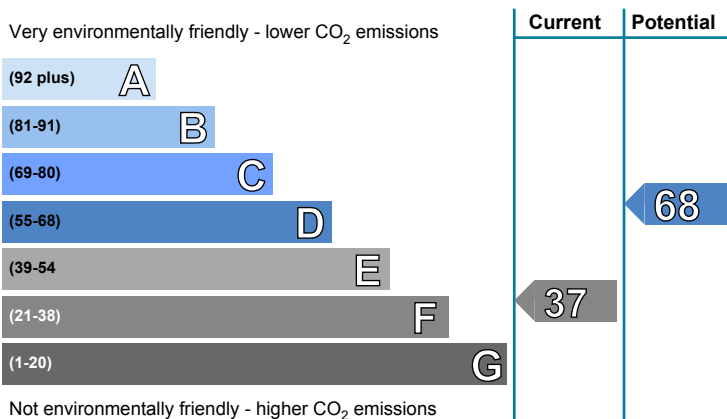 Current Potential
Very environmentally friendly - lower CO2 emissions
(92 plus) A
(81-91) B
(69-80) C
68
(55-68) D
(39-54 E
37
(21-38) F
(1-20) G
Not environmentally friendly - higher CO2 emissions